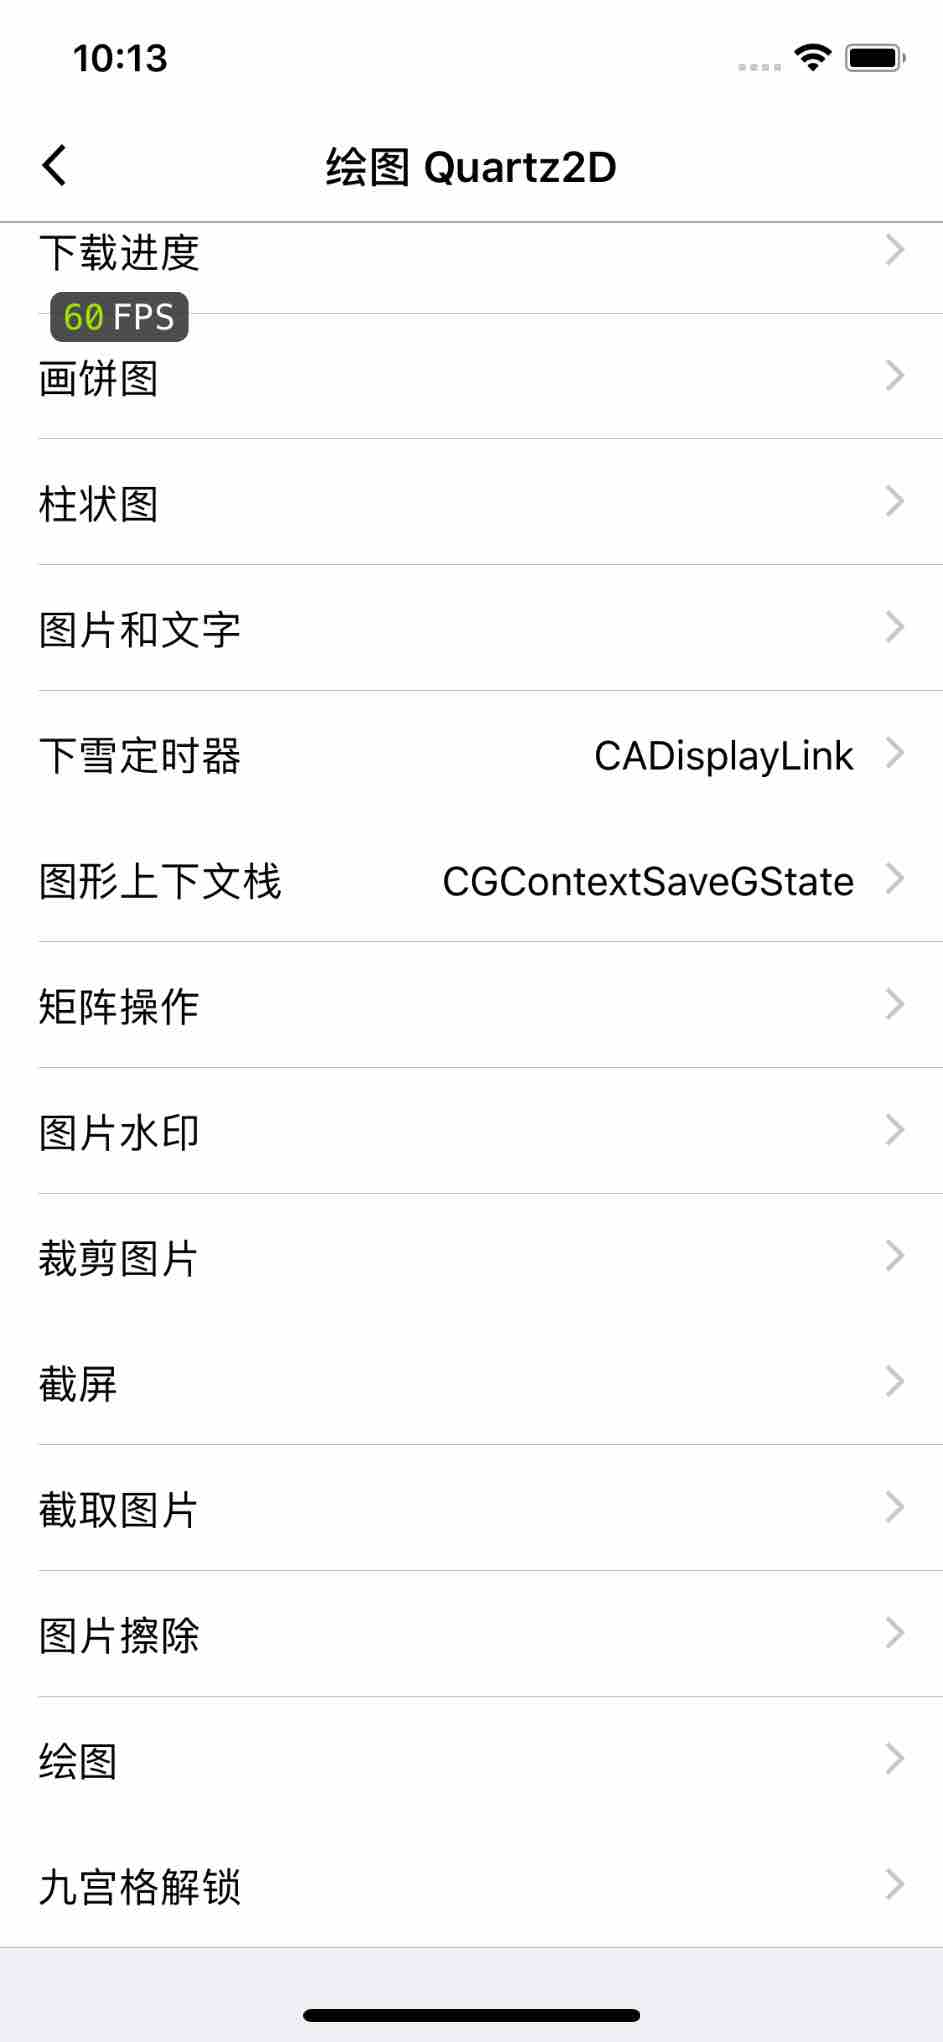 10:13
绘图 Quartz2D
下载进度
60 FPS
画饼图
柱状图
图片和文字
下雪定时器 CADisplayLink
图形上下文栈 CGContextSaveGState
矩阵操作
图片水印
裁剪图片
截屏
截取图片
图片擦除
绘图
九宫格解锁